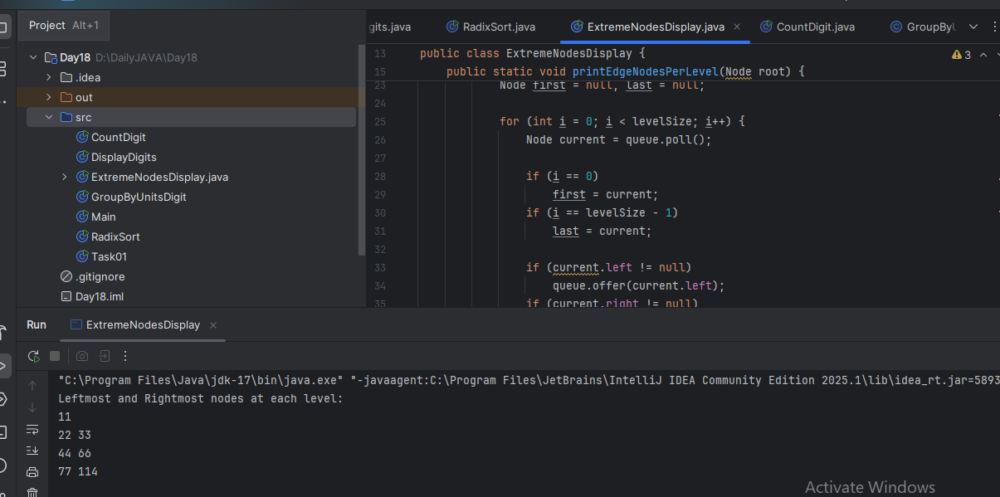 Project Alt+1
Day18 D:\DailyJAVA\Day18
.idea
out
src
CountDigit
DisplayDigits
ExtremeNodesDisplay.java
GroupByUnitsDigit
Main
RadixSort
Task01
.gitignore
Day18.iml
gits.java RadixSort.java ExtremeNodesDisplay.java CountDigit.java GroupByU
13 public class ExtremeNodesDisplay {
3
15 public static void printEdgeNodesPerLevel(Node root) {
23 Node first = null, last = null;
24
25 for (int i = 0; i < levelSize; i++) {
26 Node current = queue.poll();
27
28 if (i == 0)
29 first = current;
30 if (i == levelSize - 1)
31 last = current;
32
33 if (current.left != null)
34 queue.offer(current.left);
35 if (current.right != null)
Run ExtremeNodesDisplay
"C:\Program Files\Java\jdk-17\bin\java.exe" "-javaagent:C:\Program Files\JetBrains\IntelliJ IDEA Community Edition 2025.1\lib\idea_rt.jar=5893
Leftmost and Rightmost nodes at each level:
11
22 33
44 66
77 114
Activate Windows